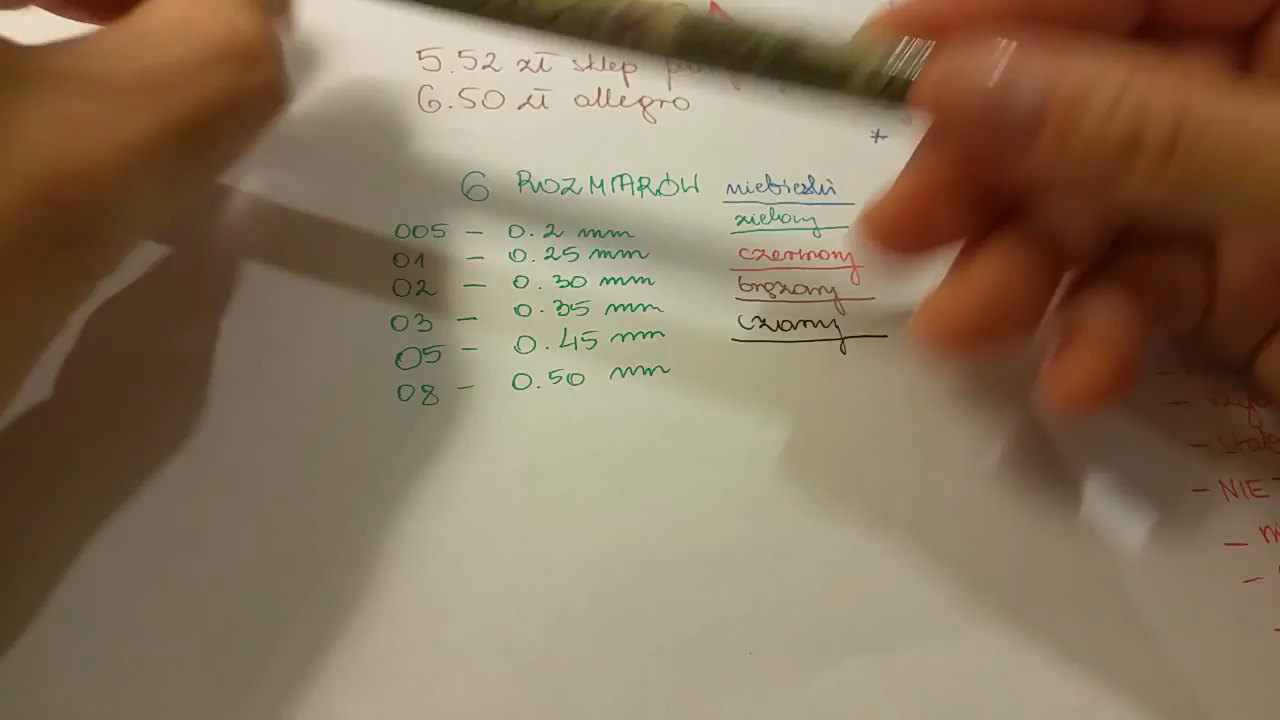 5.52 zł sklep
6.50 zł allegro
*
6 ROZMIARÓW
005 - 0.2 mm
01 - 0.25 mm
02 - 0.30 mm
03 - 0.35 mm
05 - 0.45 mm
08 - 0.50 mm
niebieski
zielony
czerwony
brązowy
czarny
- NIE